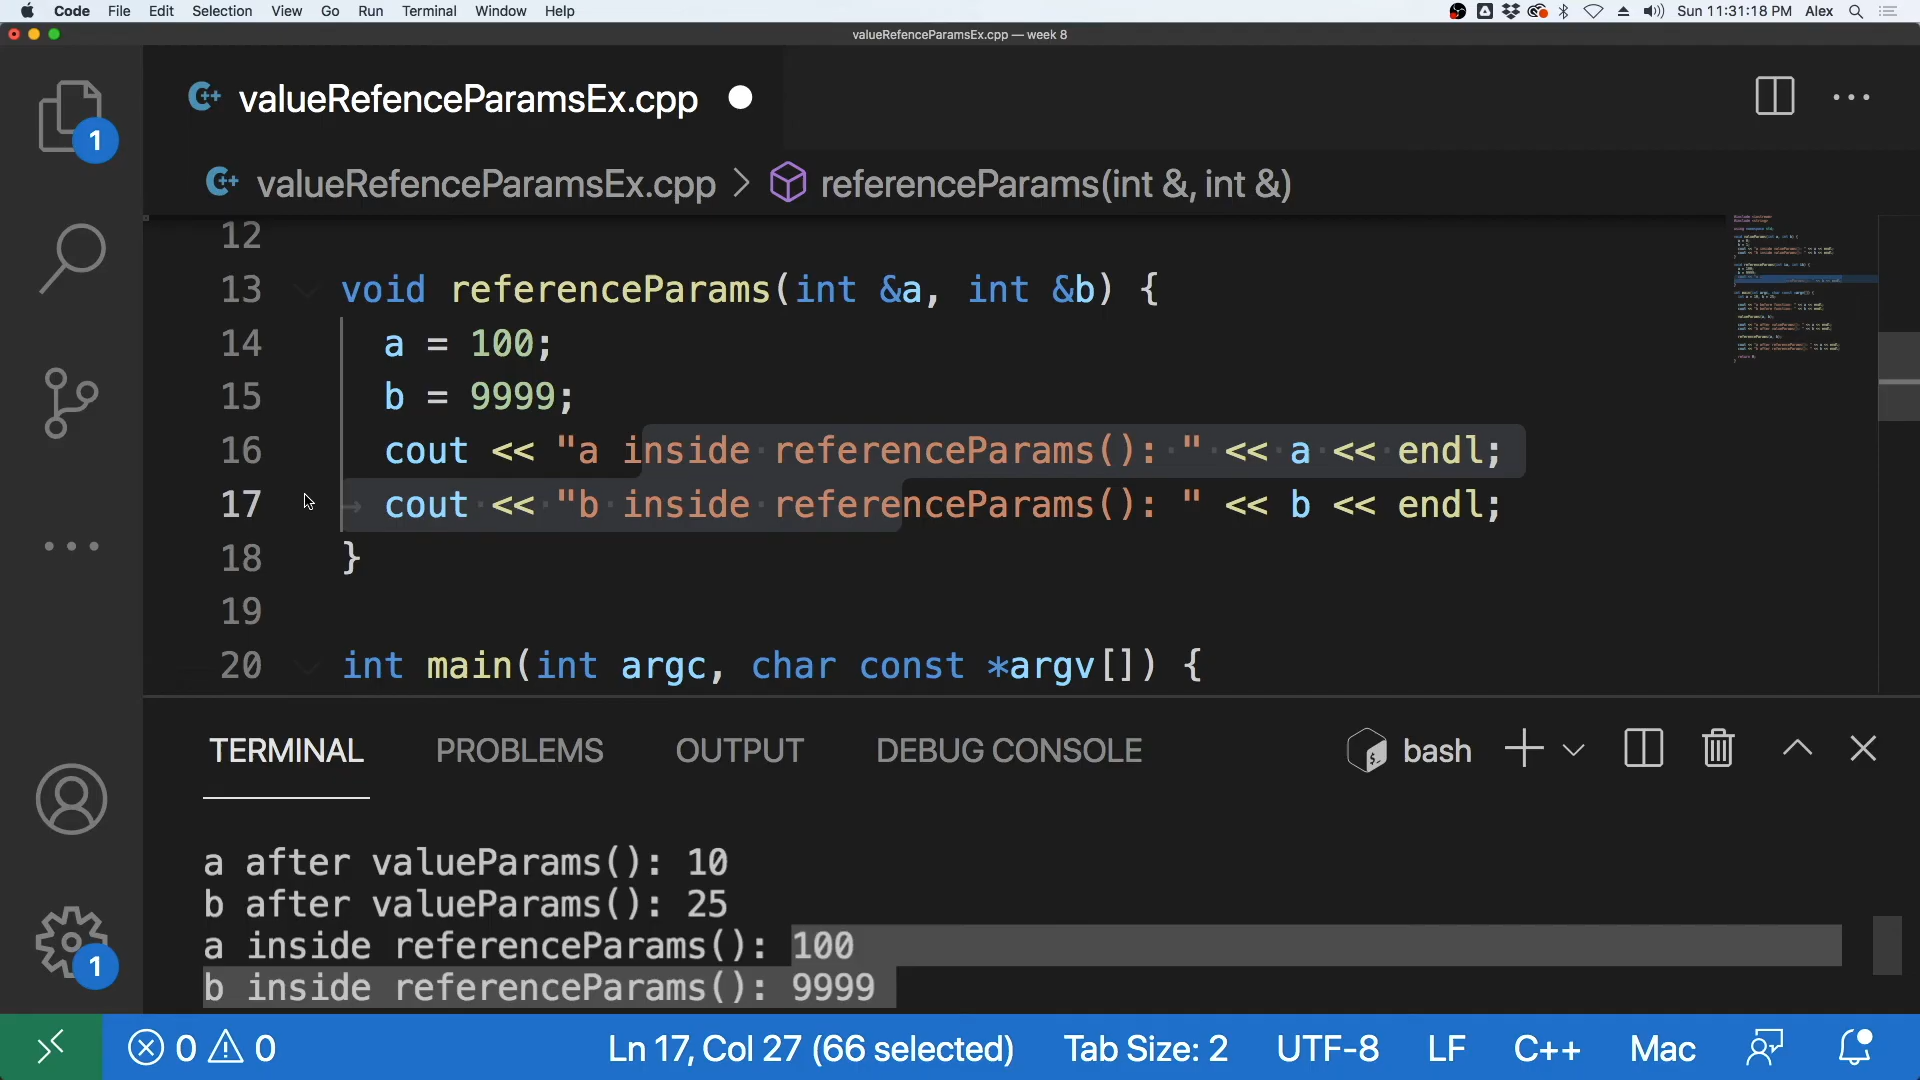 Code File Edit Selection View Go Run Terminal Window Help Sun 11:31:18 PM Alex
valueRefenceParamsEx.cpp — week 8
valueRefenceParamsEx.cpp
1
valueRefenceParamsEx.cpp > referenceParams(int &, int &)
12
13 void referenceParams(int &a, int &b) {
14 a = 100;
15 b = 9999;
16 cout << "a inside referenceParams(): " << a << endl;
17 cout << "b inside referenceParams(): " << b << endl;
18 }
19
20 int main(int argc, char const *argv[]) {
TERMINAL PROBLEMS OUTPUT DEBUG CONSOLE bash
a after valueParams(): 10
b after valueParams(): 25
a inside referenceParams(): 100
b inside referenceParams(): 9999
1
0 0 Ln 17, Col 27 (66 selected) Tab Size: 2 UTF-8 LF C++ Mac